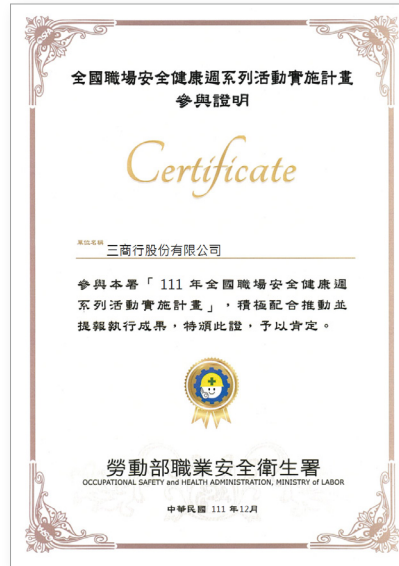 全國職場安全健康週系列活動實施計畫
參與證明
Certificate
單位名稱 三商行股份有限公司
參與本署「111 年全國職場安全健康週
系列活動實施計畫」，積極配合推動並
提報執行成果，特頒此證，予以肯定。
勞動部職業安全衛生署
OCCUPATIONAL SAFETY and HEALTH ADMINISTRATION, MINISTRY of LABOR
中華民國 111 年12月